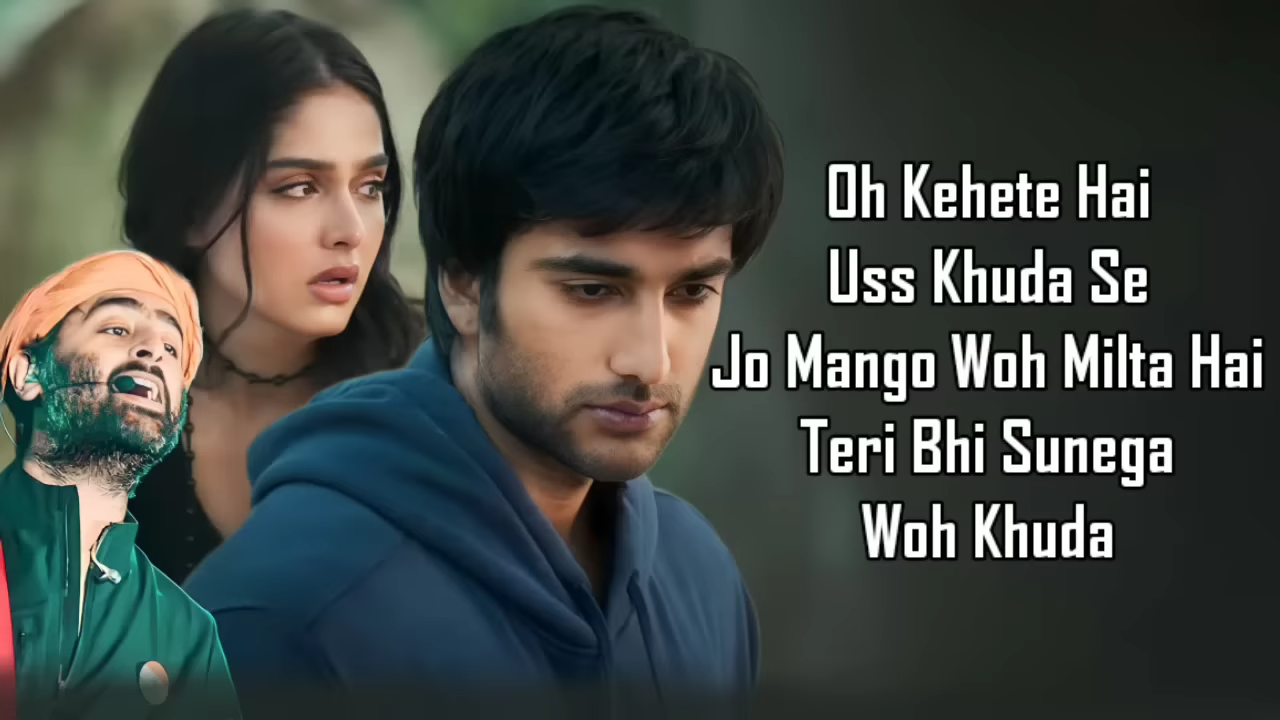 Oh Kehete Hai
Uss Khuda Se
Jo Mango Woh Milta Hai
Teri Bhi Sunega
Woh Khuda